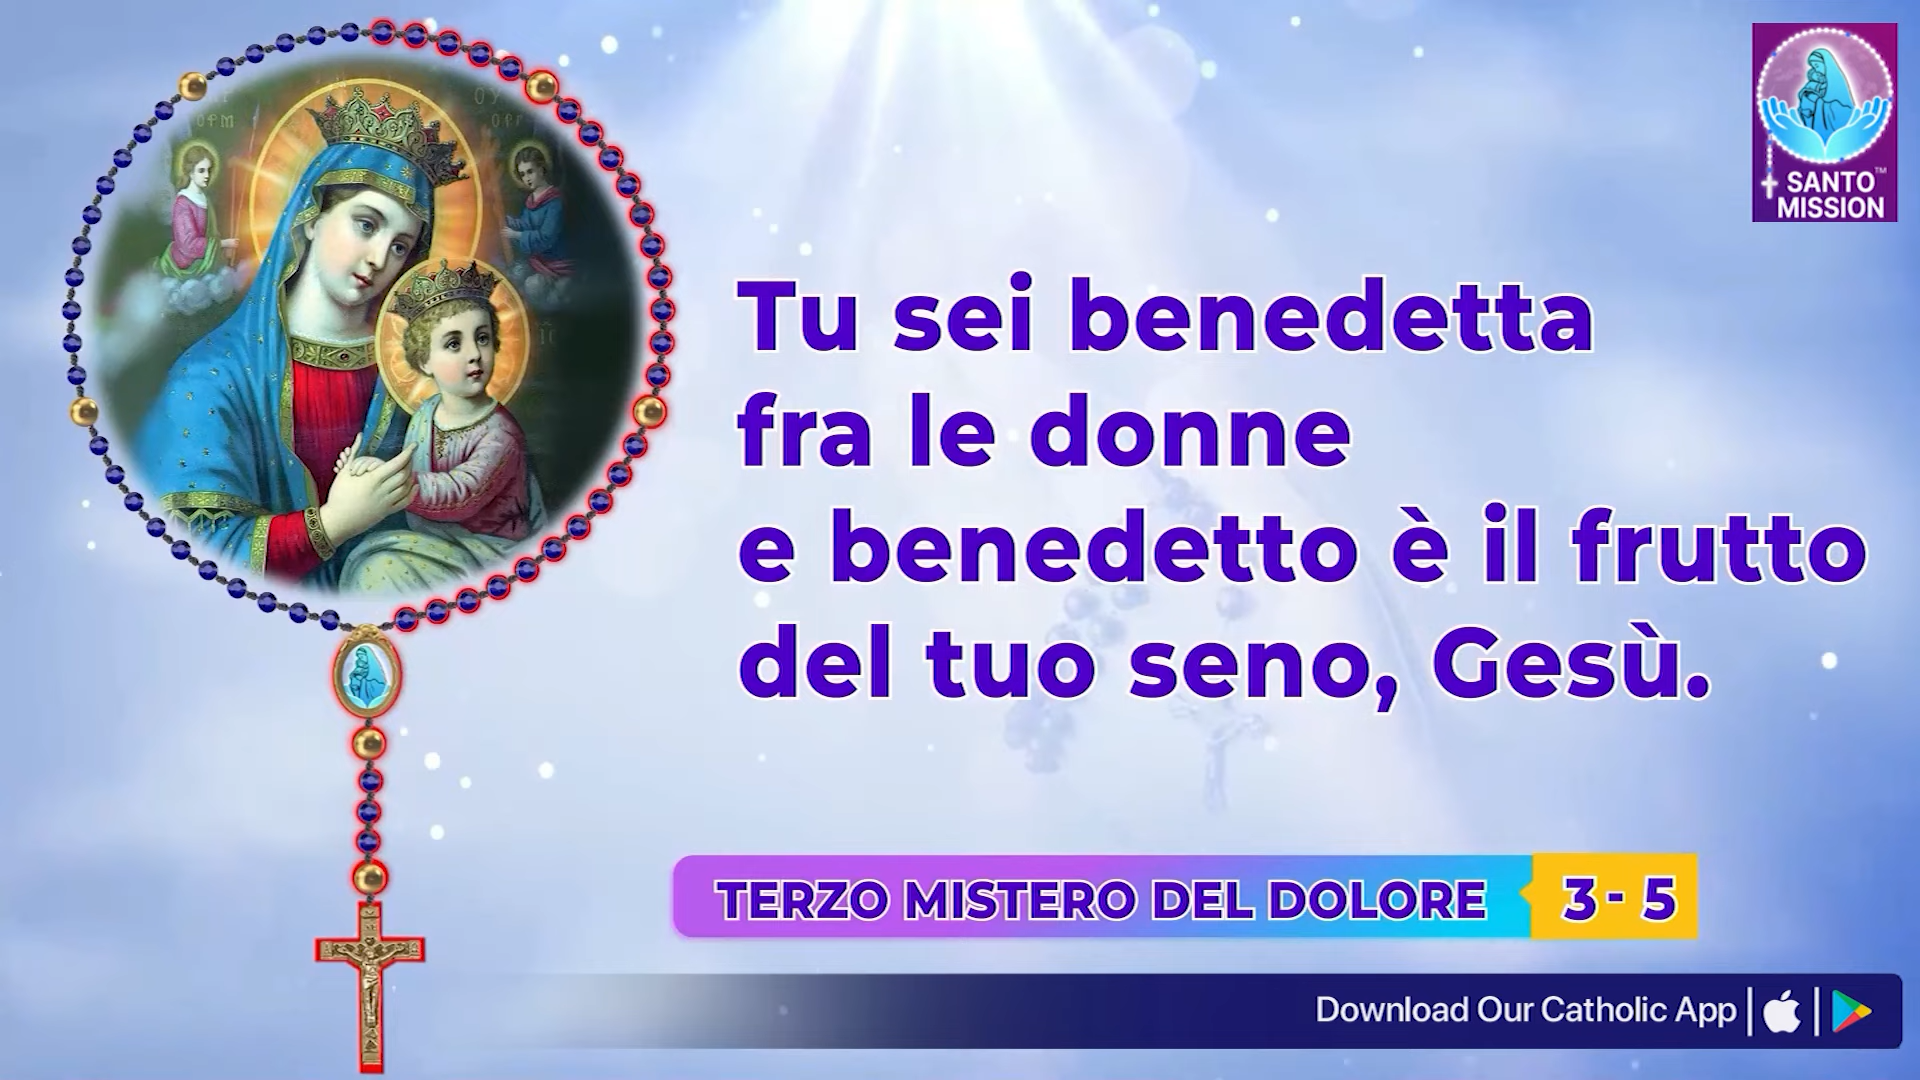 SANTO™
MISSION
Tu sei benedetta
fra le donne
e benedetto è il frutto
del tuo seno, Gesù.
TERZO MISTERO DEL DOLORE 3 - 5
Download Our Catholic App